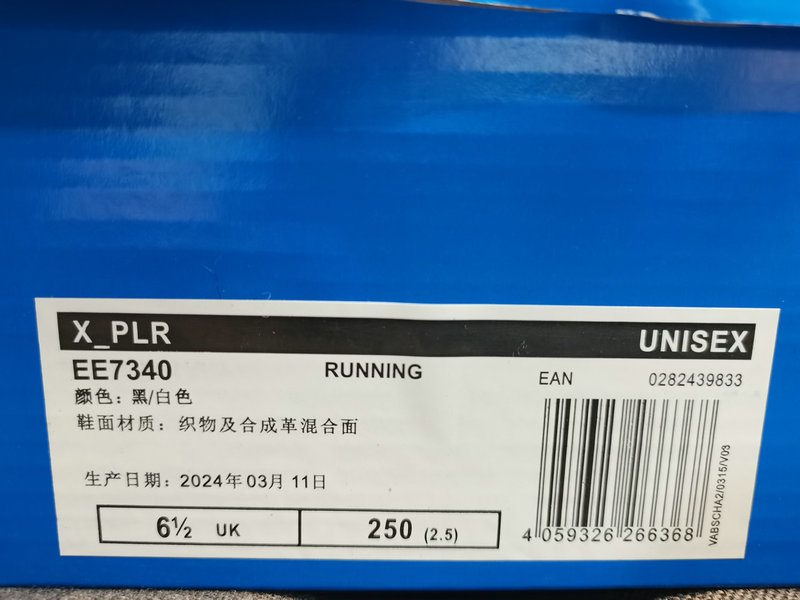 X_PLR UNISEX
EE7340 RUNNING EAN 0282439833
颜色：黑/白色
鞋面材质：织物及合成革混合面
生产日期：2024年03月11日
6½ UK 250 (2.5)
4 059326 266368
VABSCHA2/0315/V03